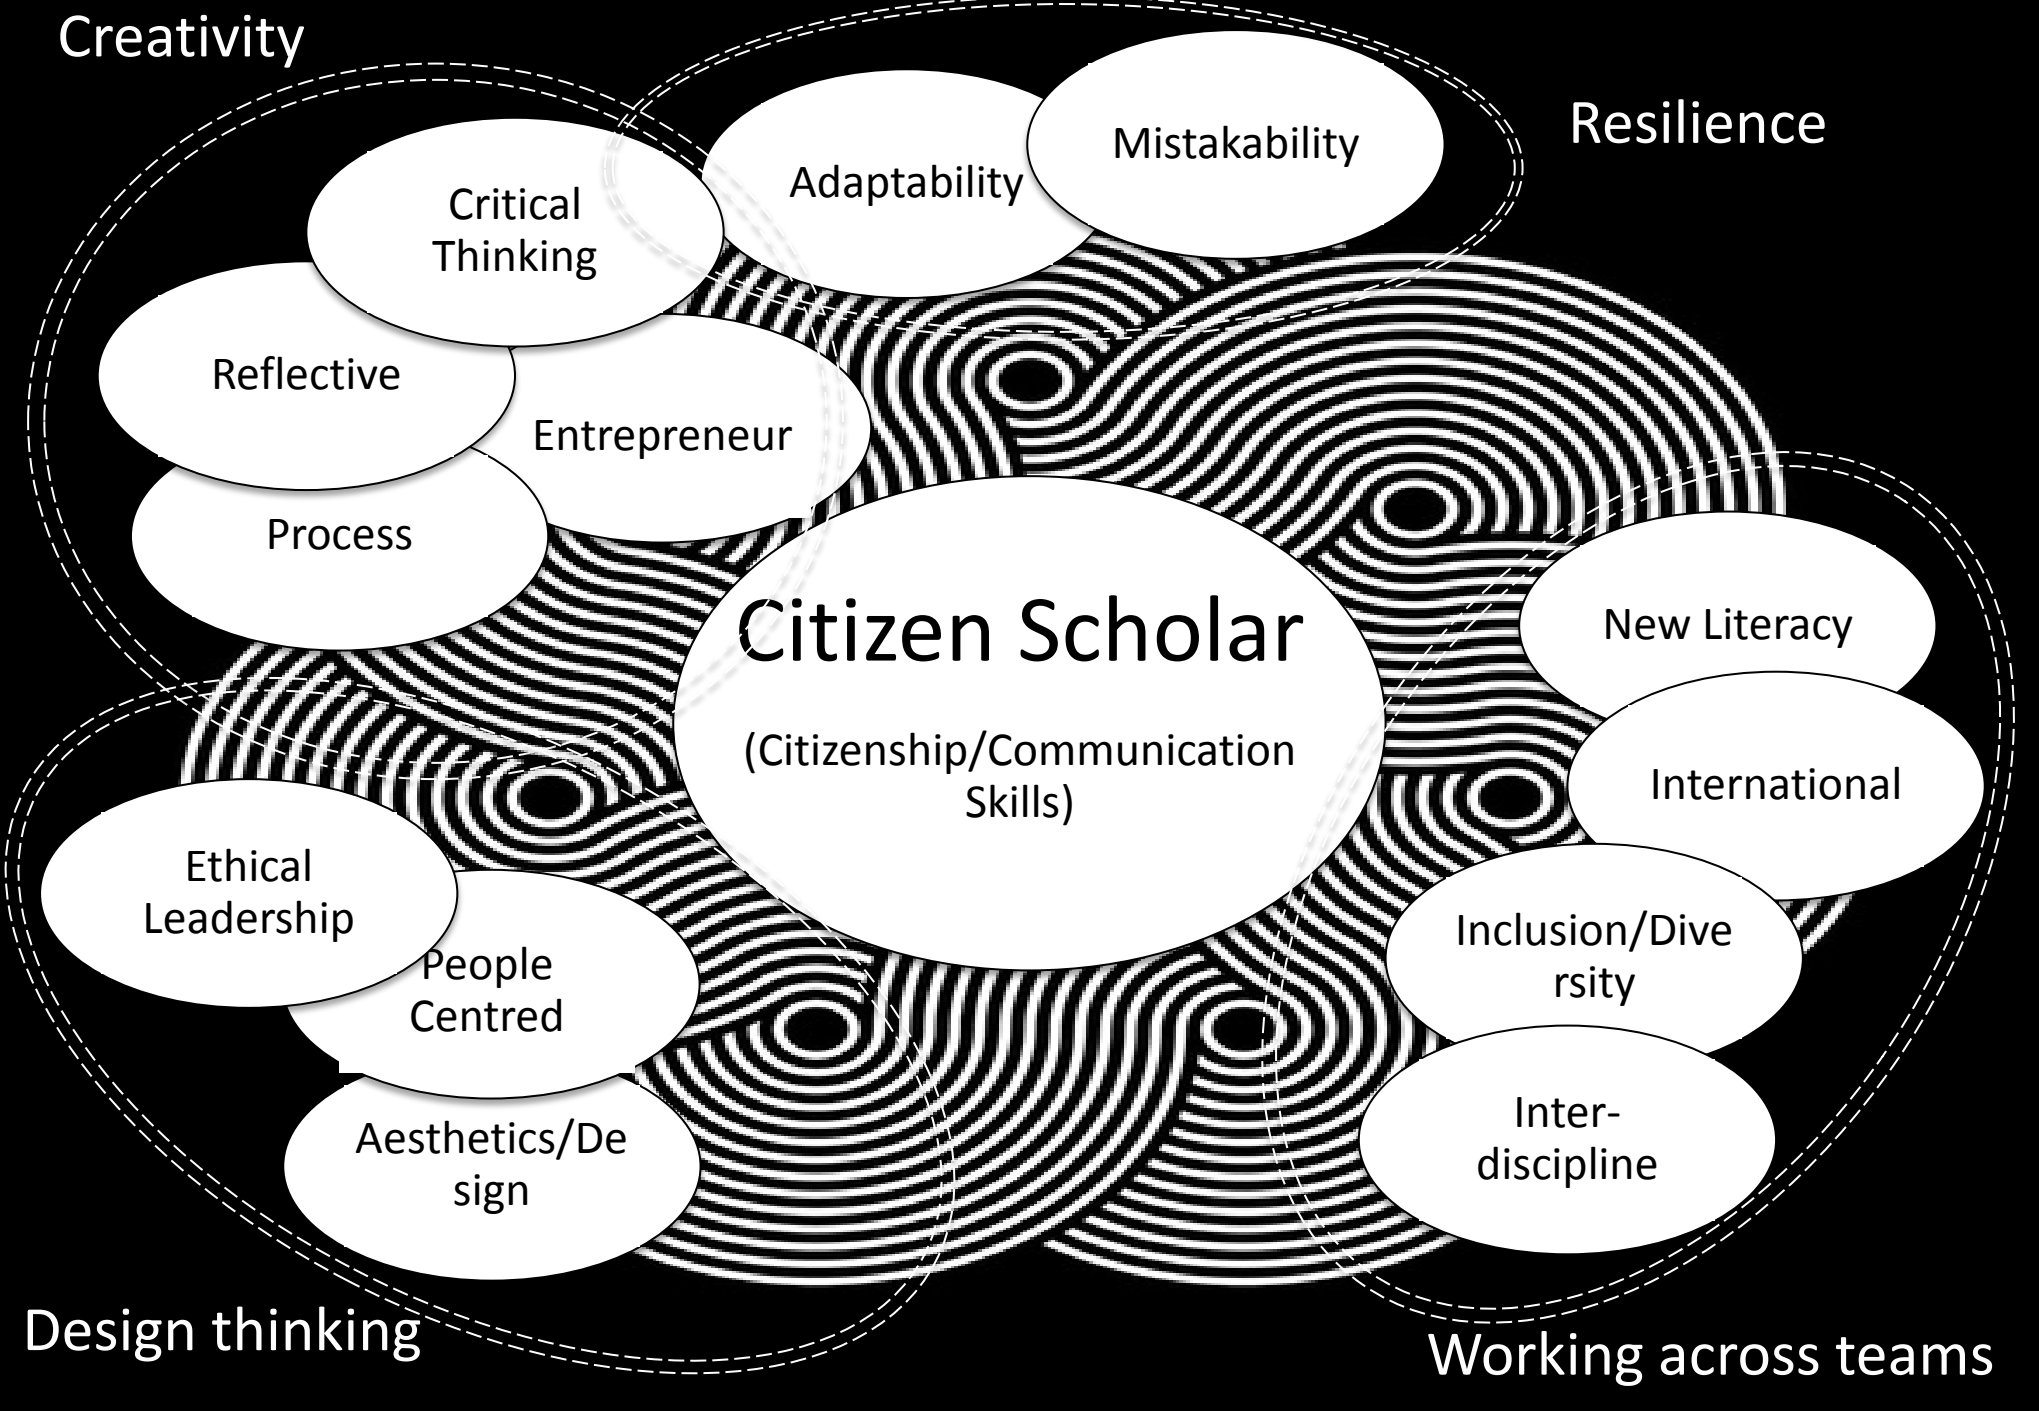 Creativity
Resilience
Mistakability
Adaptability
Critical
Thinking
Reflective
Entrepreneur
Process
Citizen Scholar
(Citizenship/Communication
Skills)
New Literacy
International
Inclusion/Dive
rsity
Inter-
discipline
Ethical
Leadership
People
Centred
Aesthetics/De
sign
Design thinking
Working across teams